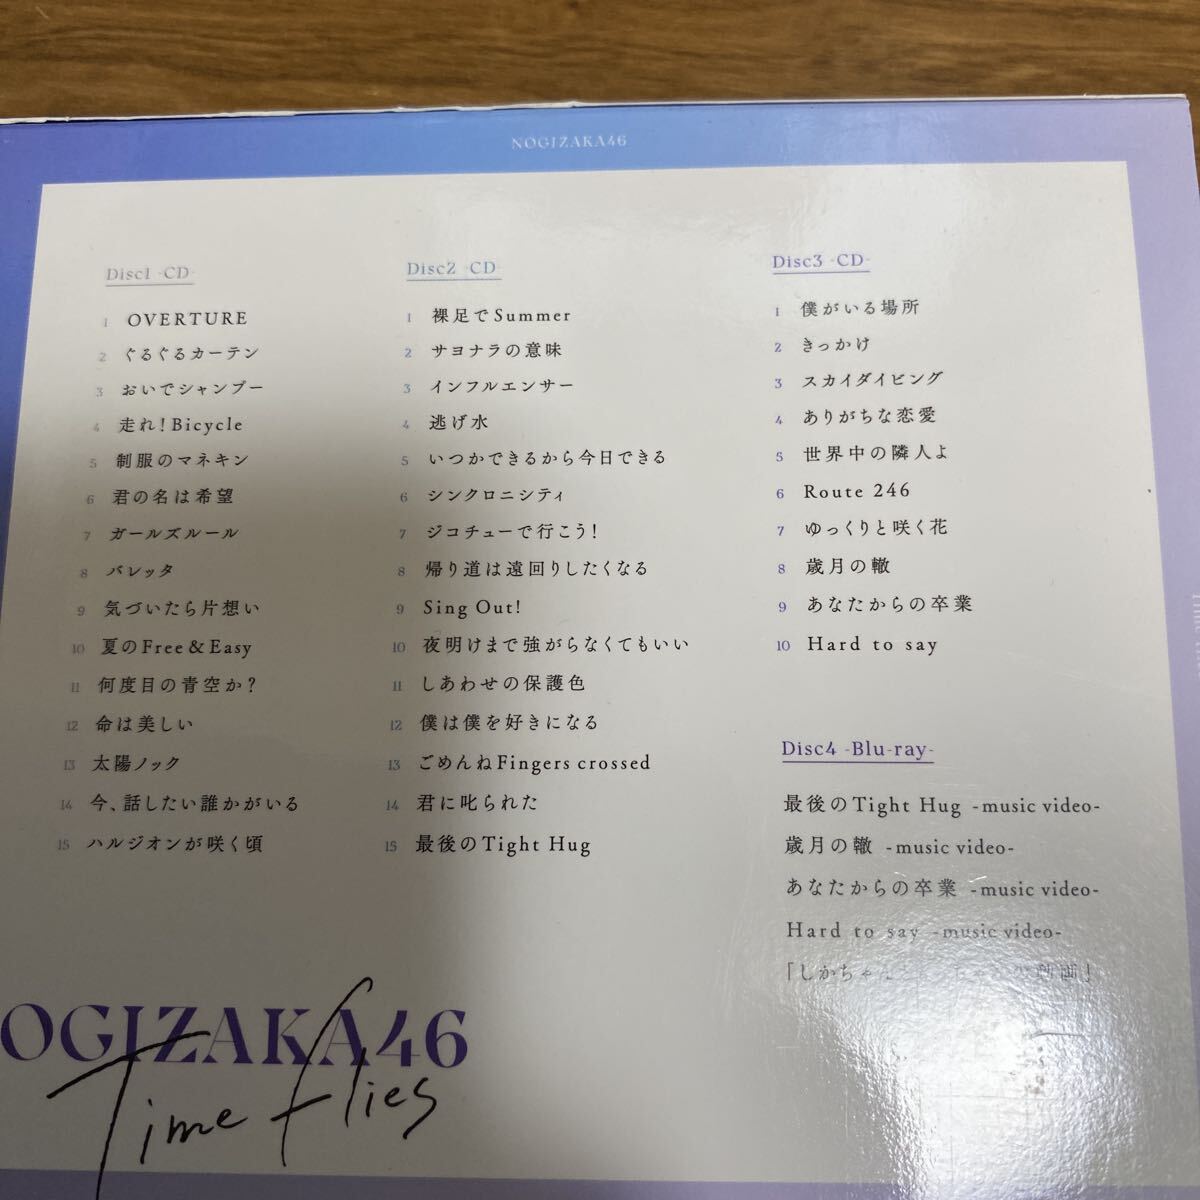 NOGIZAKA46
Disc1 -CD-
1 OVERTURE
2 ぐるぐるカーテン
3 おいでシャンプー
4 走れ!Bicycle
5 制服のマネキン
6 君の名は希望
7 ガールズルール
8 バレッタ
9 気づいたら片想い
10 夏のFree&Easy
11 何度目の青空か?
12 命は美しい
13 太陽ノック
14 今、話したい誰かがいる
15 ハルジオンが咲く頃
Disc2 -CD-
1 裸足でSummer
2 サヨナラの意味
3 インフルエンサー
4 逃げ水
5 いつかできるから今日できる
6 シンクロニシティ
7 ジコチューで行こう!
8 帰り道は遠回りしたくなる
9 Sing Out!
10 夜明けまで強がらなくてもいい
11 しあわせの保護色
12 僕は僕を好きになる
13 ごめんねFingers crossed
14 君に叱られた
15 最後のTight Hug
Disc3 -CD-
1 僕がいる場所
2 きっかけ
3 スカイダイビング
4 ありがちな恋愛
5 世界中の隣人よ
6 Route 246
7 ゆっくりと咲く花
8 歳月の轍
9 あなたからの卒業
10 Hard to say
Disc4 -Blu-ray-
最後のTight Hug -music video-
歳月の轍 -music video-
あなたからの卒業 -music video-
Hard to say -music video-
「しかちゃん 動画」
OGIZAKA46
Time flies